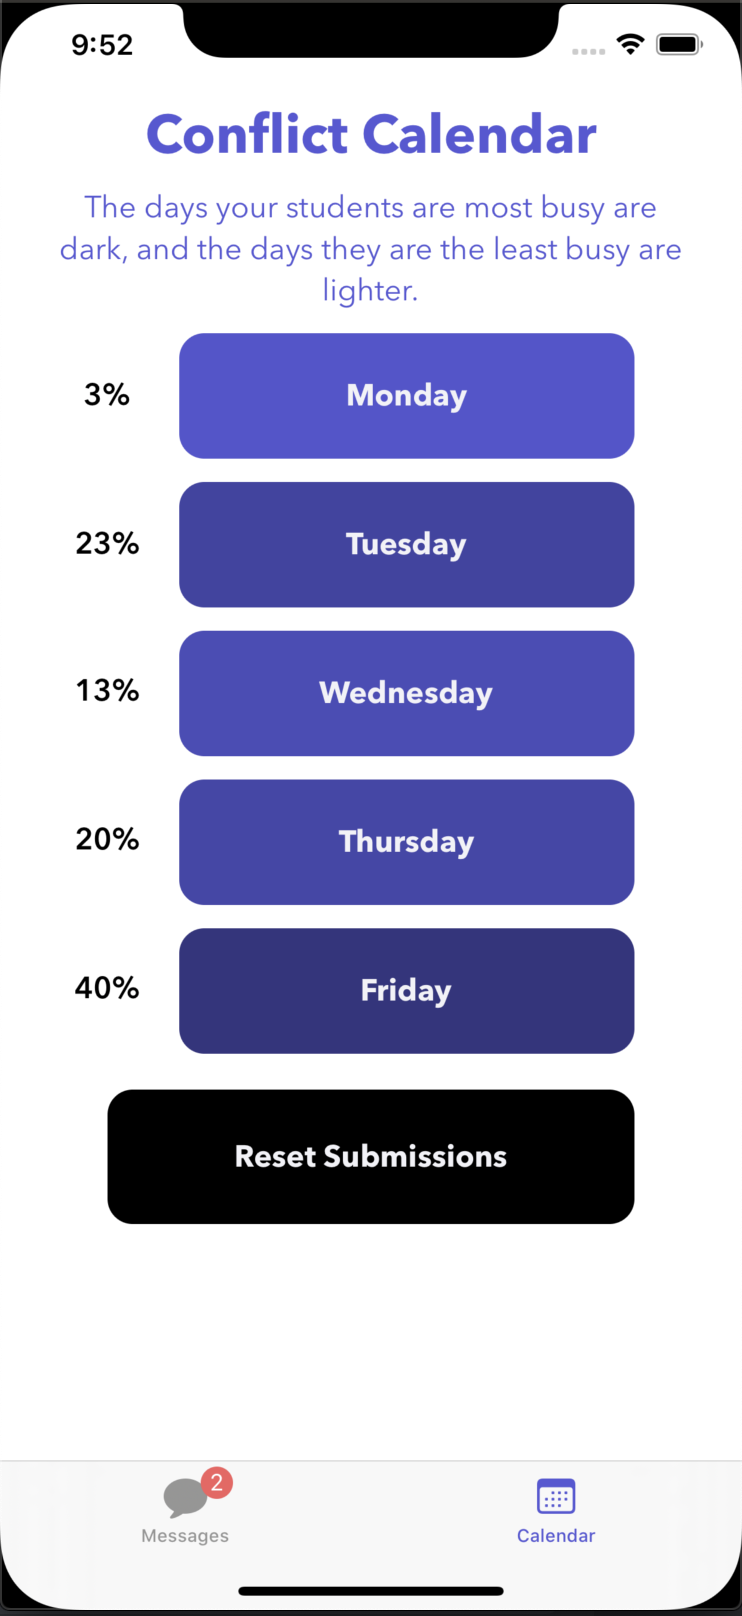 9:52
Conflict Calendar
The days your students are most busy are
dark, and the days they are the least busy are
lighter.
3% Monday
23% Tuesday
13% Wednesday
20% Thursday
40% Friday
Reset Submissions
2
Messages Calendar